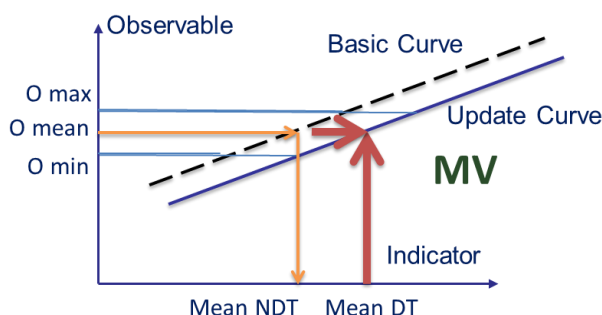 Observable
Basic Curve
O max
Update Curve
O mean
O min
MV
Indicator
Mean NDT Mean DT